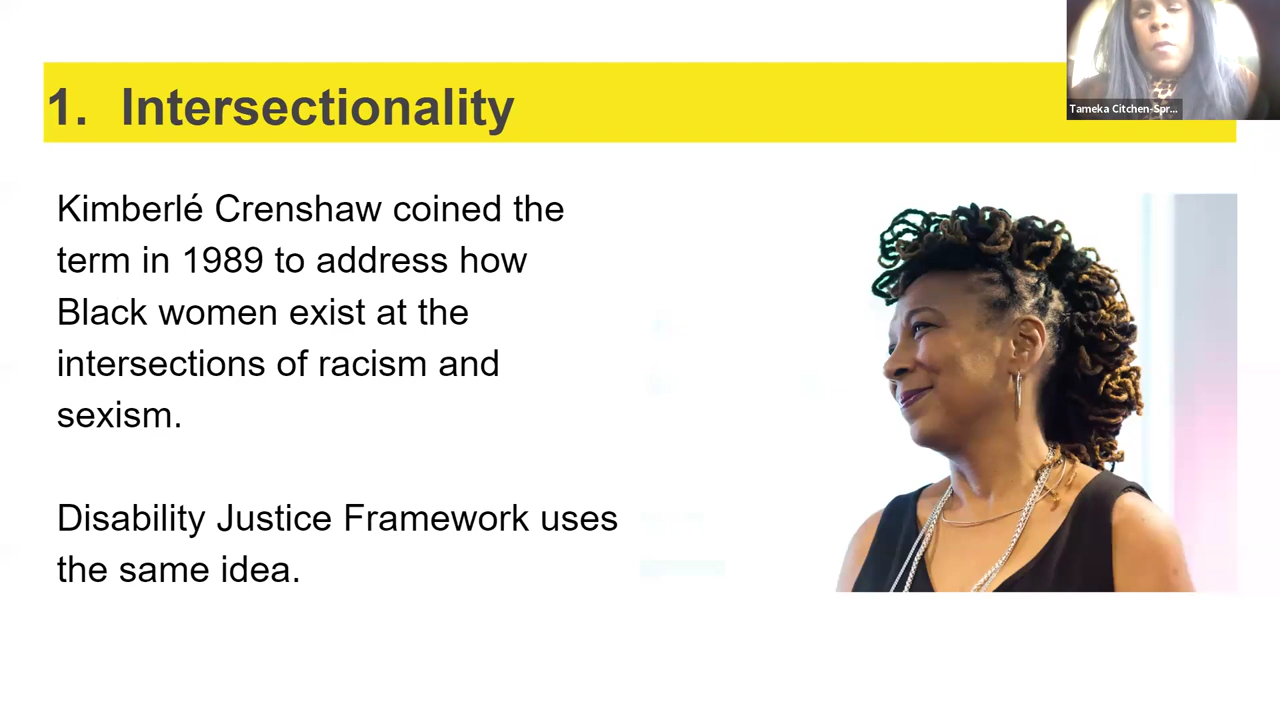 1. Intersectionality
Tameka Citchen-Spr...
Kimberlé Crenshaw coined the
term in 1989 to address how
Black women exist at the
intersections of racism and
sexism.
Disability Justice Framework uses
the same idea.